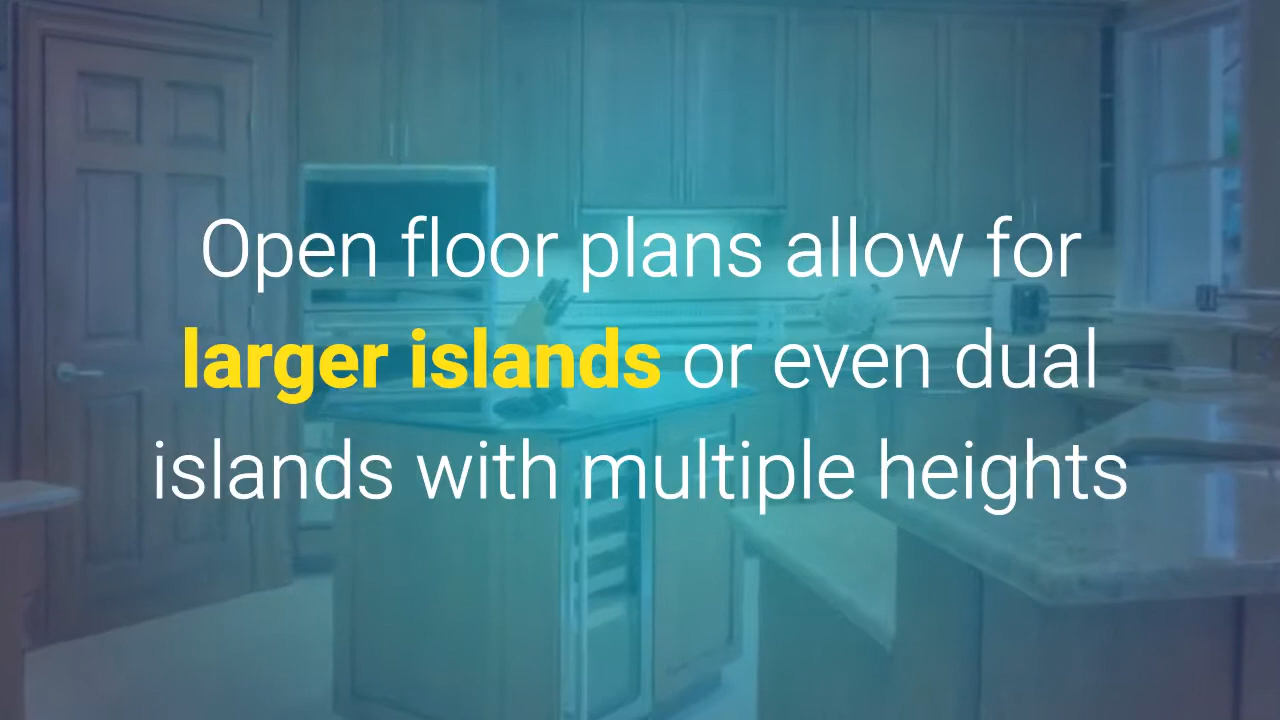 Open floor plans allow for
larger islands or even dual
islands with multiple heights